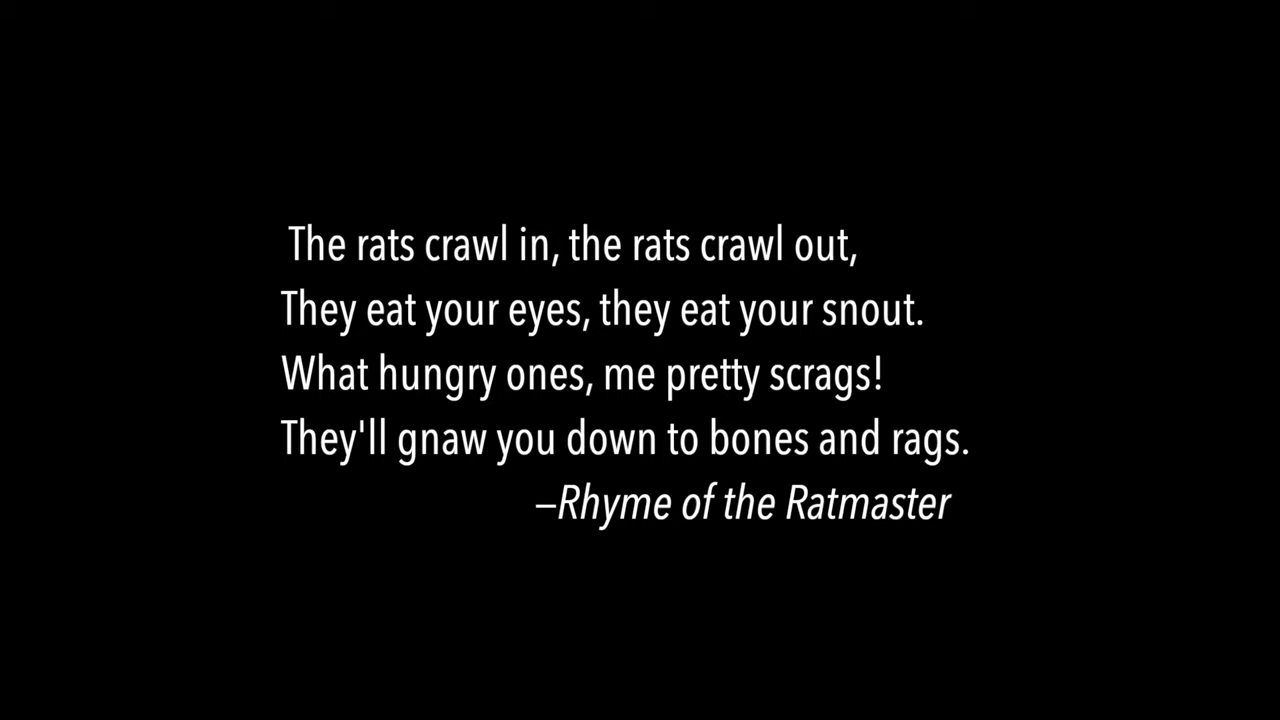 The rats crawl in, the rats crawl out,
They eat your eyes, they eat your snout.
What hungry ones, me pretty scrags!
They'll gnaw you down to bones and rags.
–Rhyme of the Ratmaster